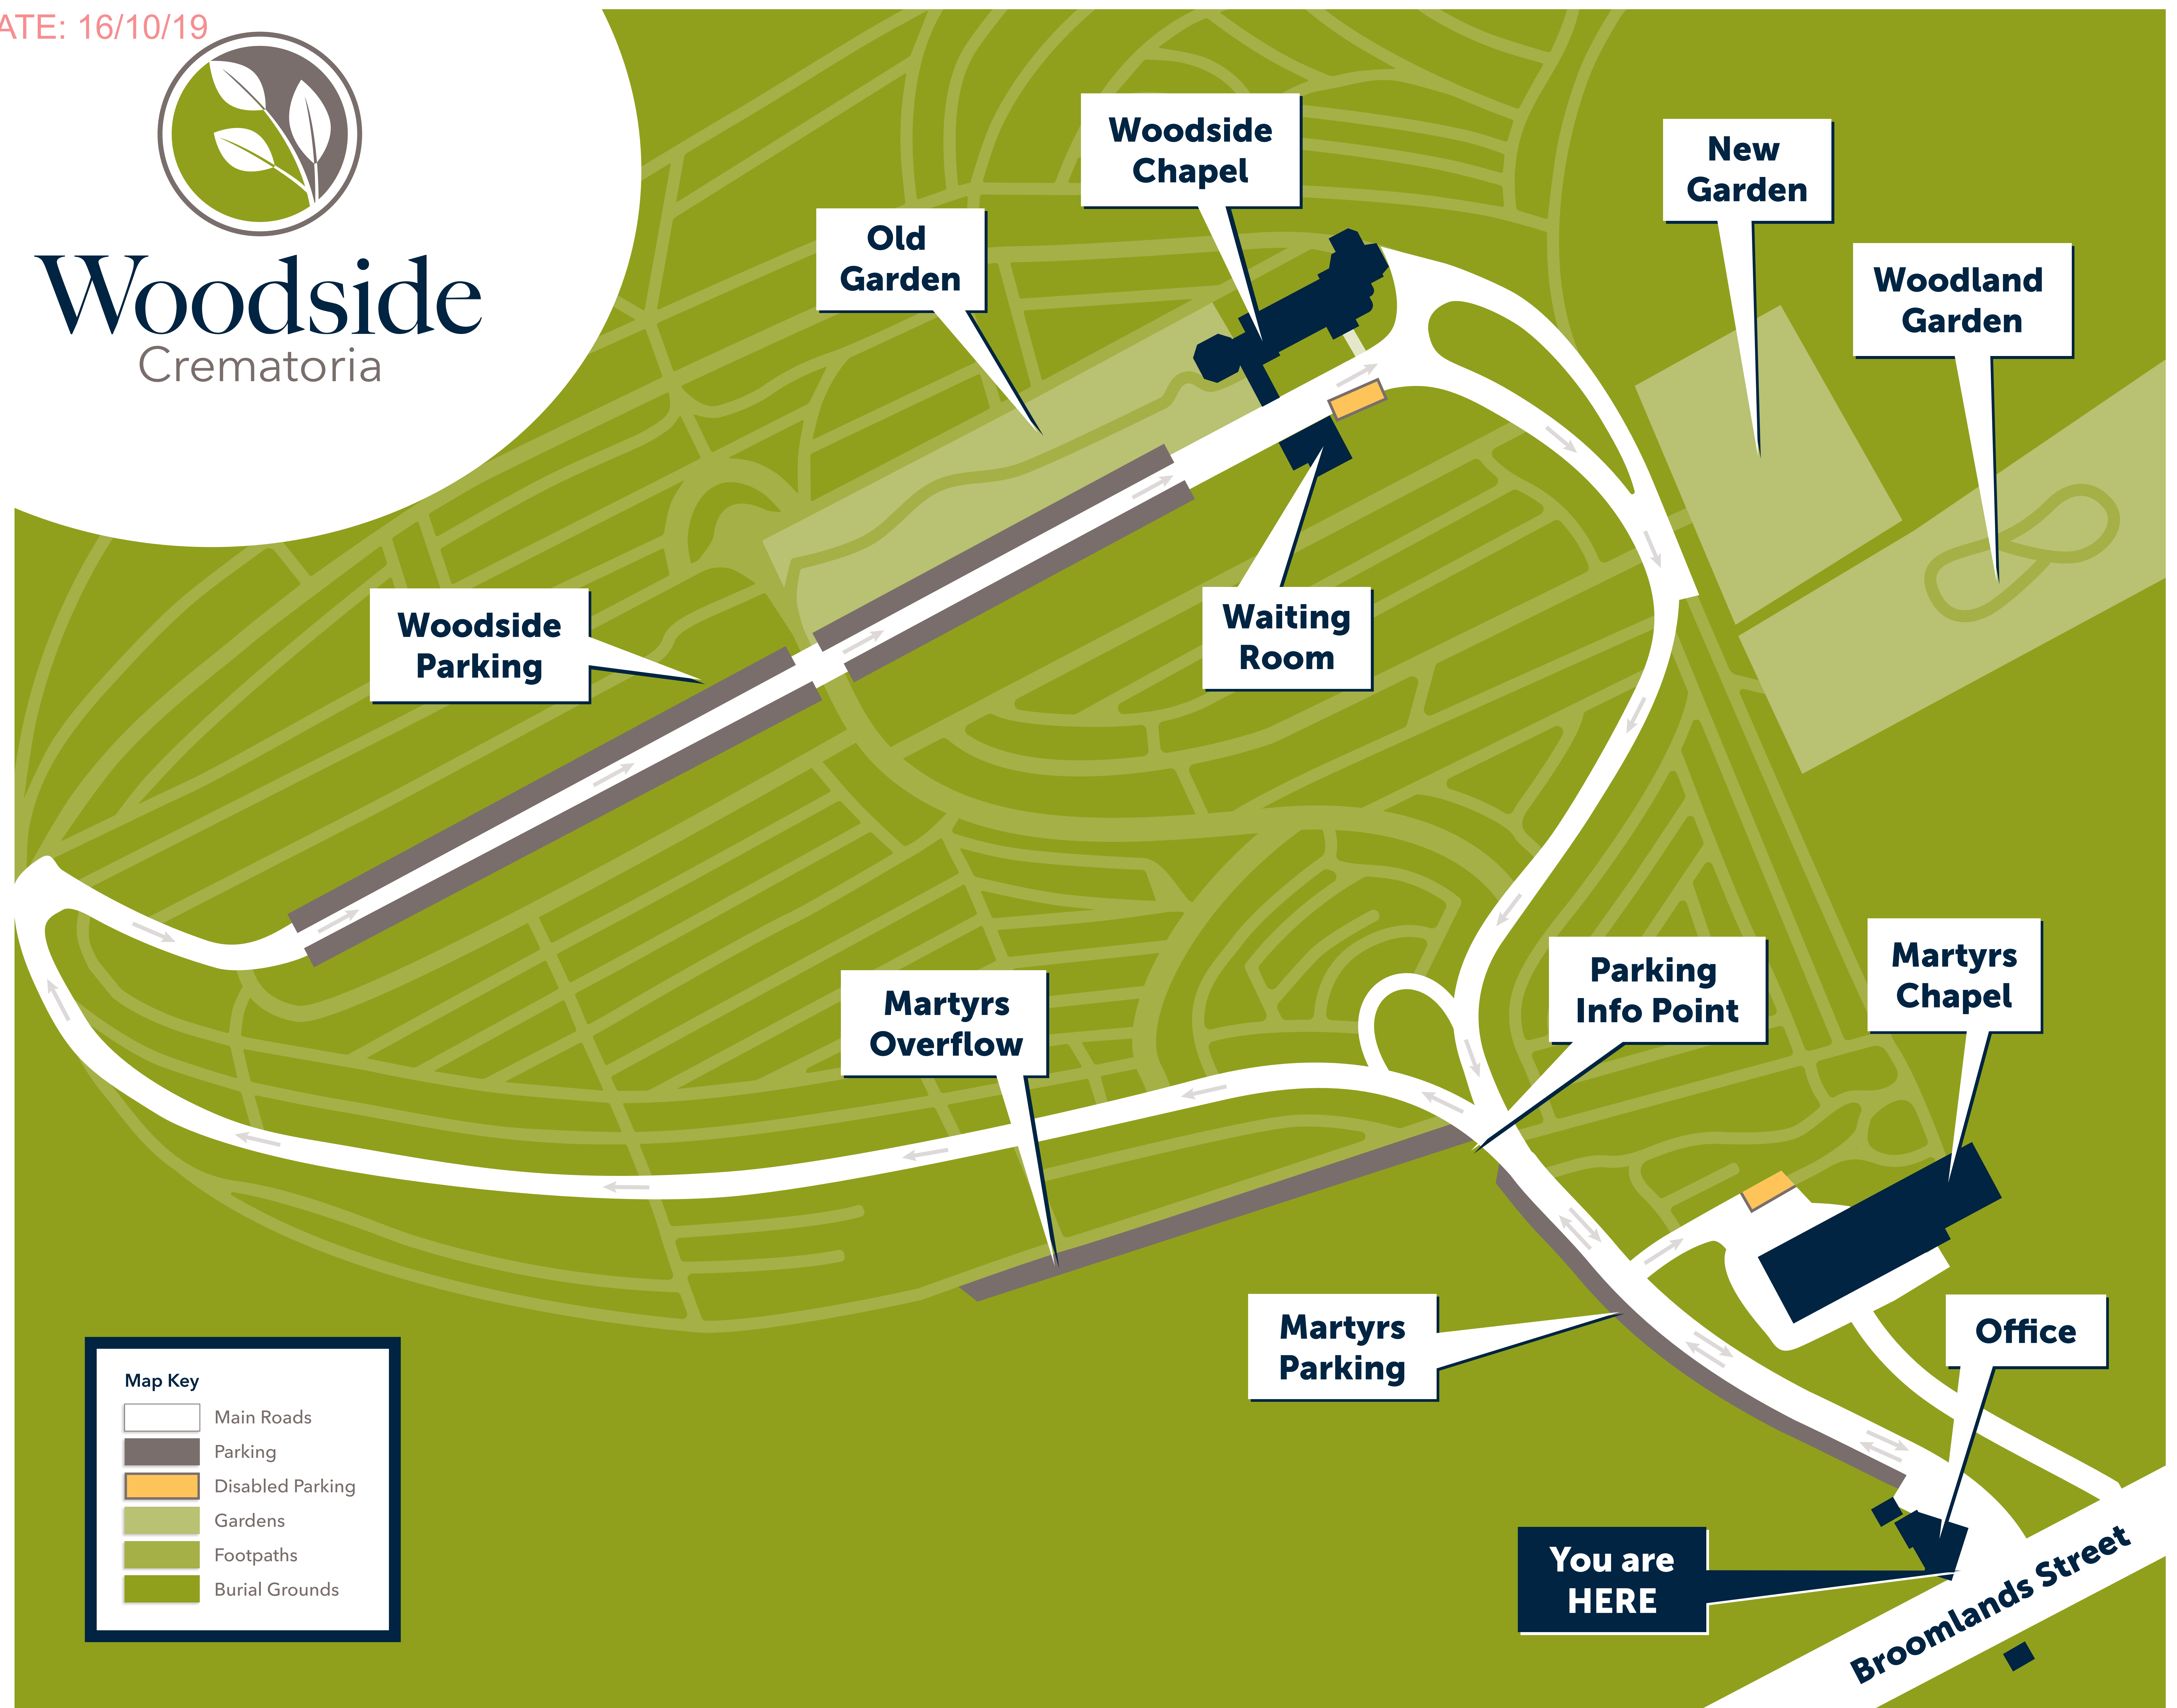 ATE: 16/10/19
Woodside
Crematoria
Woodside
Chapel
New
Garden
Old
Garden
Woodland
Garden
Woodside
Parking
Waiting
Room
Martyrs
Overflow
Parking
Info Point
Martyrs
Chapel
Martyrs
Parking
Office
You are
HERE
Broomlands Street
Map Key
Main Roads
Parking
Disabled Parking
Gardens
Footpaths
Burial Grounds